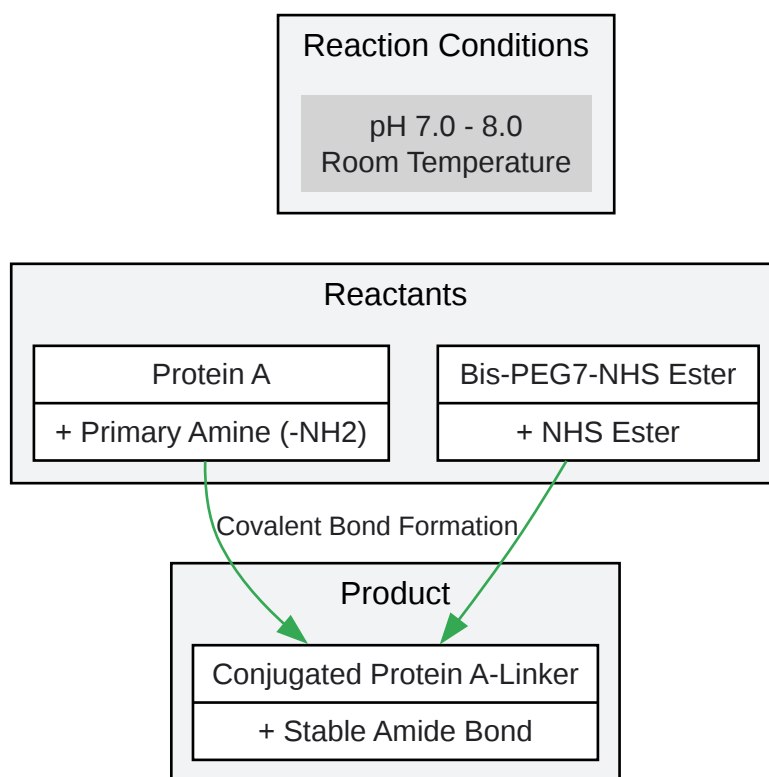 Reaction Conditions
pH 7.0 - 8.0
Room Temperature
Reactants
Protein A
+ Primary Amine (-NH2)
Bis-PEG7-NHS Ester
+ NHS Ester
Covalent Bond Formation
Product
Conjugated Protein A-Linker
+ Stable Amide Bond